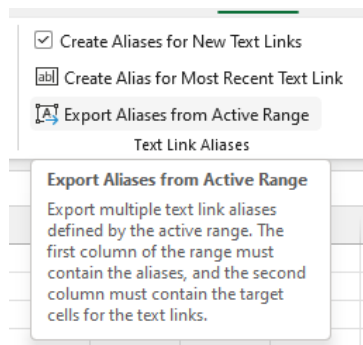 Create Aliases for New Text Links
ab Create Alias for Most Recent Text Link
A Export Aliases from Active Range
Text Link Aliases
Export Aliases from Active Range
Export multiple text link aliases
defined by the active range. The
first column of the range must
contain the aliases, and the second
column must contain the target
cells for the text links.